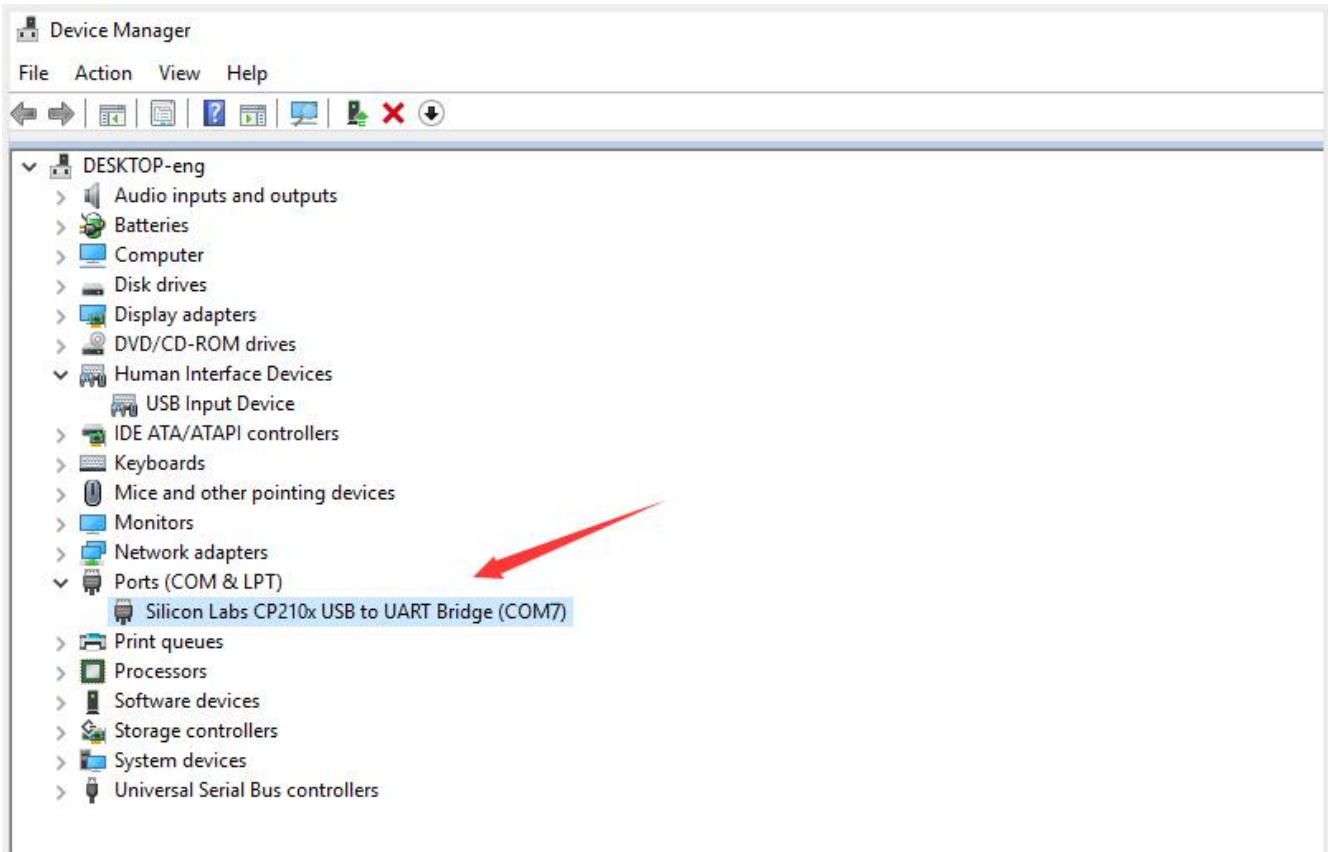 Device Manager
File Action View Help
DESKTOP-eng
Audio inputs and outputs
Batteries
Computer
Disk drives
Display adapters
DVD/CD-ROM drives
Human Interface Devices
USB Input Device
IDE ATA/ATAPI controllers
Keyboards
Mice and other pointing devices
Monitors
Network adapters
Ports (COM & LPT)
Silicon Labs CP210x USB to UART Bridge (COM7)
Print queues
Processors
Software devices
Storage controllers
System devices
Universal Serial Bus controllers